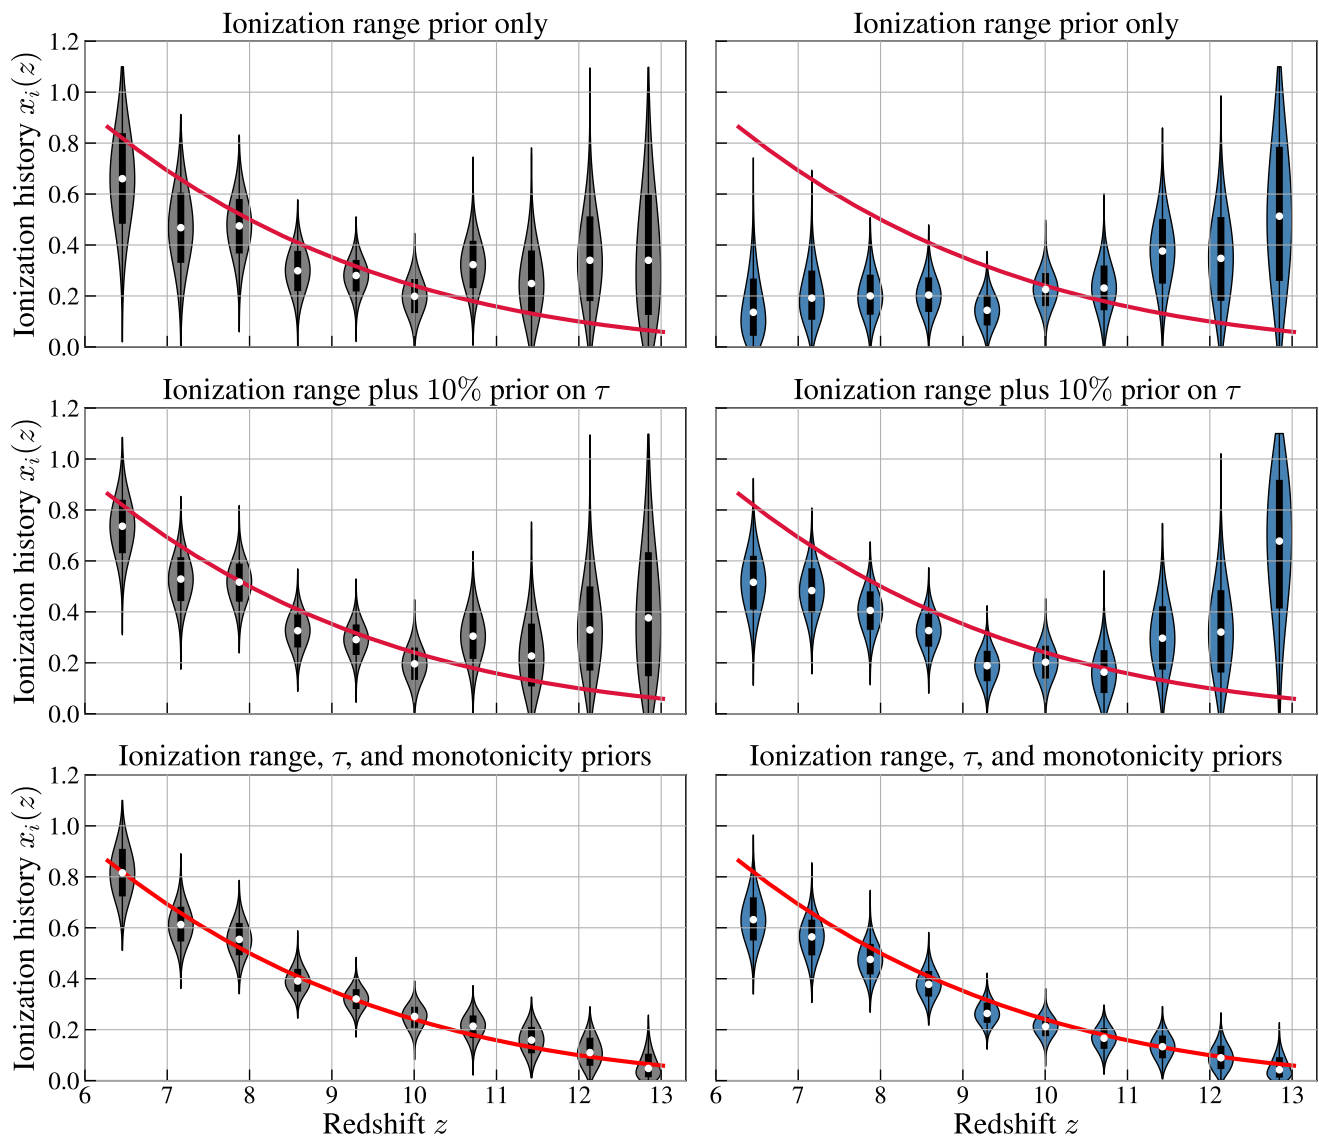 Ionization range prior only
Ionization range prior only
Ionization history x_i(z)
1.2
1.0
0.8
0.6
0.4
0.2
0.0
Ionization range plus 10% prior on τ
Ionization range plus 10% prior on τ
Ionization history x_i(z)
1.2
1.0
0.8
0.6
0.4
0.2
0.0
Ionization range, τ, and monotonicity priors
Ionization range, τ, and monotonicity priors
Ionization history x_i(z)
1.2
1.0
0.8
0.6
0.4
0.2
0.0
6 7 8 9 10 11 12 13
6 7 8 9 10 11 12 13
Redshift z
Redshift z